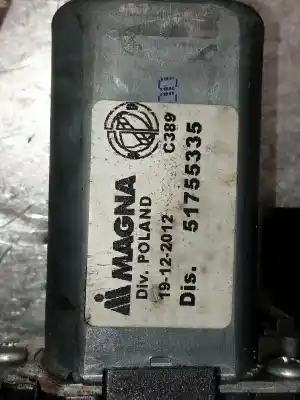 MAGNA
Div. POLAND
19-12-2012 C389
Dis. 51755335